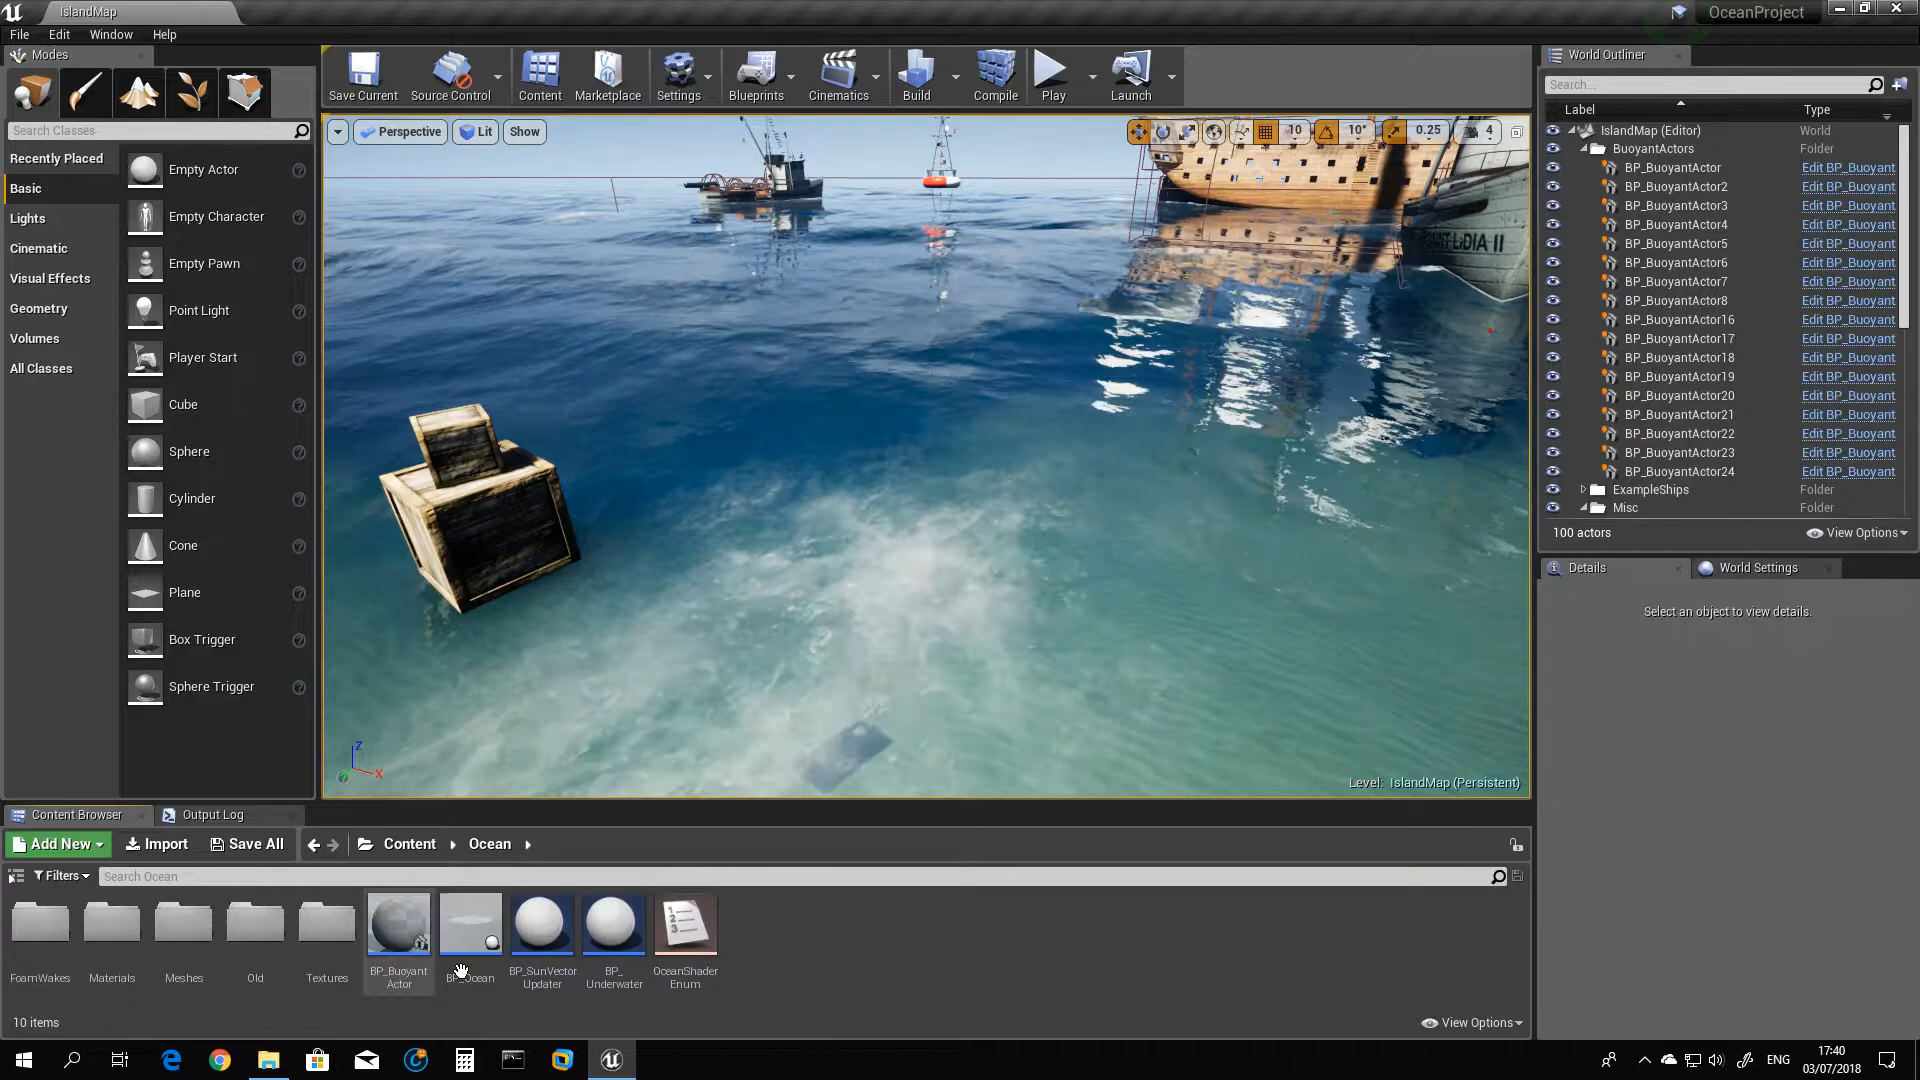 IslandMap
OceanProject
File Edit Window Help
Modes
World Outliner
Save Current
Source Control
Content
Marketplace
Settings
Blueprints
Cinematics
Build
Compile
Play
Launch
Search...
Label Type
Search Classes
Perspective Lit Show
10 10° 0.25 4
Recently Placed
Basic
Lights
Cinematic
Visual Effects
Geometry
Volumes
All Classes
Empty Actor
Empty Character
Empty Pawn
Point Light
Player Start
Cube
Sphere
Cylinder
Cone
Plane
Box Trigger
Sphere Trigger
LiDIA II
Z
X
Level: IslandMap (Persistent)
IslandMap (Editor) World
BuoyantActors Folder
BP_BuoyantActor Edit BP_Buoyant
BP_BuoyantActor2 Edit BP_Buoyant
BP_BuoyantActor3 Edit BP_Buoyant
BP_BuoyantActor4 Edit BP_Buoyant
BP_BuoyantActor5 Edit BP_Buoyant
BP_BuoyantActor6 Edit BP_Buoyant
BP_BuoyantActor7 Edit BP_Buoyant
BP_BuoyantActor8 Edit BP_Buoyant
BP_BuoyantActor16 Edit BP_Buoyant
BP_BuoyantActor17 Edit BP_Buoyant
BP_BuoyantActor18 Edit BP_Buoyant
BP_BuoyantActor19 Edit BP_Buoyant
BP_BuoyantActor20 Edit BP_Buoyant
BP_BuoyantActor21 Edit BP_Buoyant
BP_BuoyantActor22 Edit BP_Buoyant
BP_BuoyantActor23 Edit BP_Buoyant
BP_BuoyantActor24 Edit BP_Buoyant
ExampleShips Folder
Misc Folder
100 actors View Options
Details World Settings
Select an object to view details.
Content Browser Output Log
Add New Import Save All Content Ocean
Filters Search Ocean
FoamWakes
Materials
Meshes
Old
Textures
BP_Buoyant
Actor
BP_Ocean
BP_SunVector
Updater
BP_
Underwater
OceanShader
Enum
10 items
View Options
ENG
17:40
03/07/2018